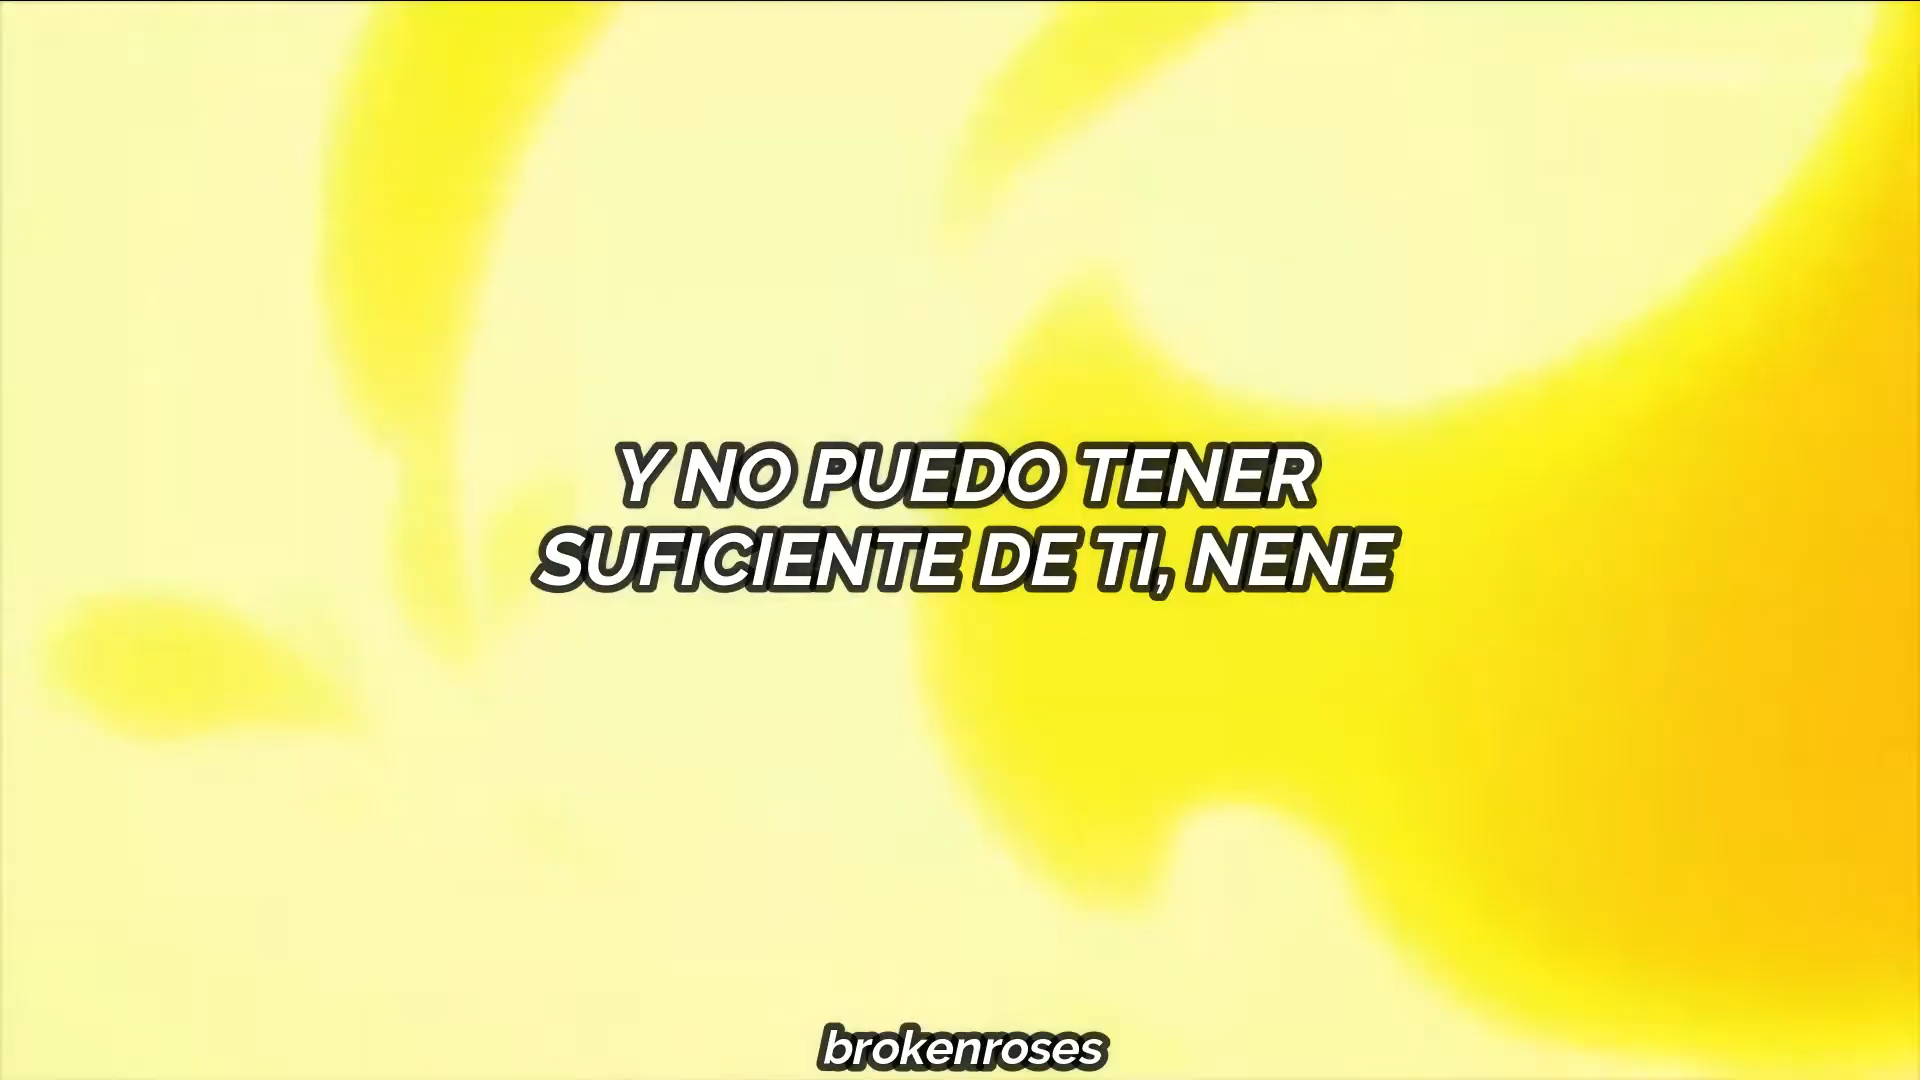 Y NO PUEDO TENER
SUFICIENTE DE TI, NENE
brokenroses